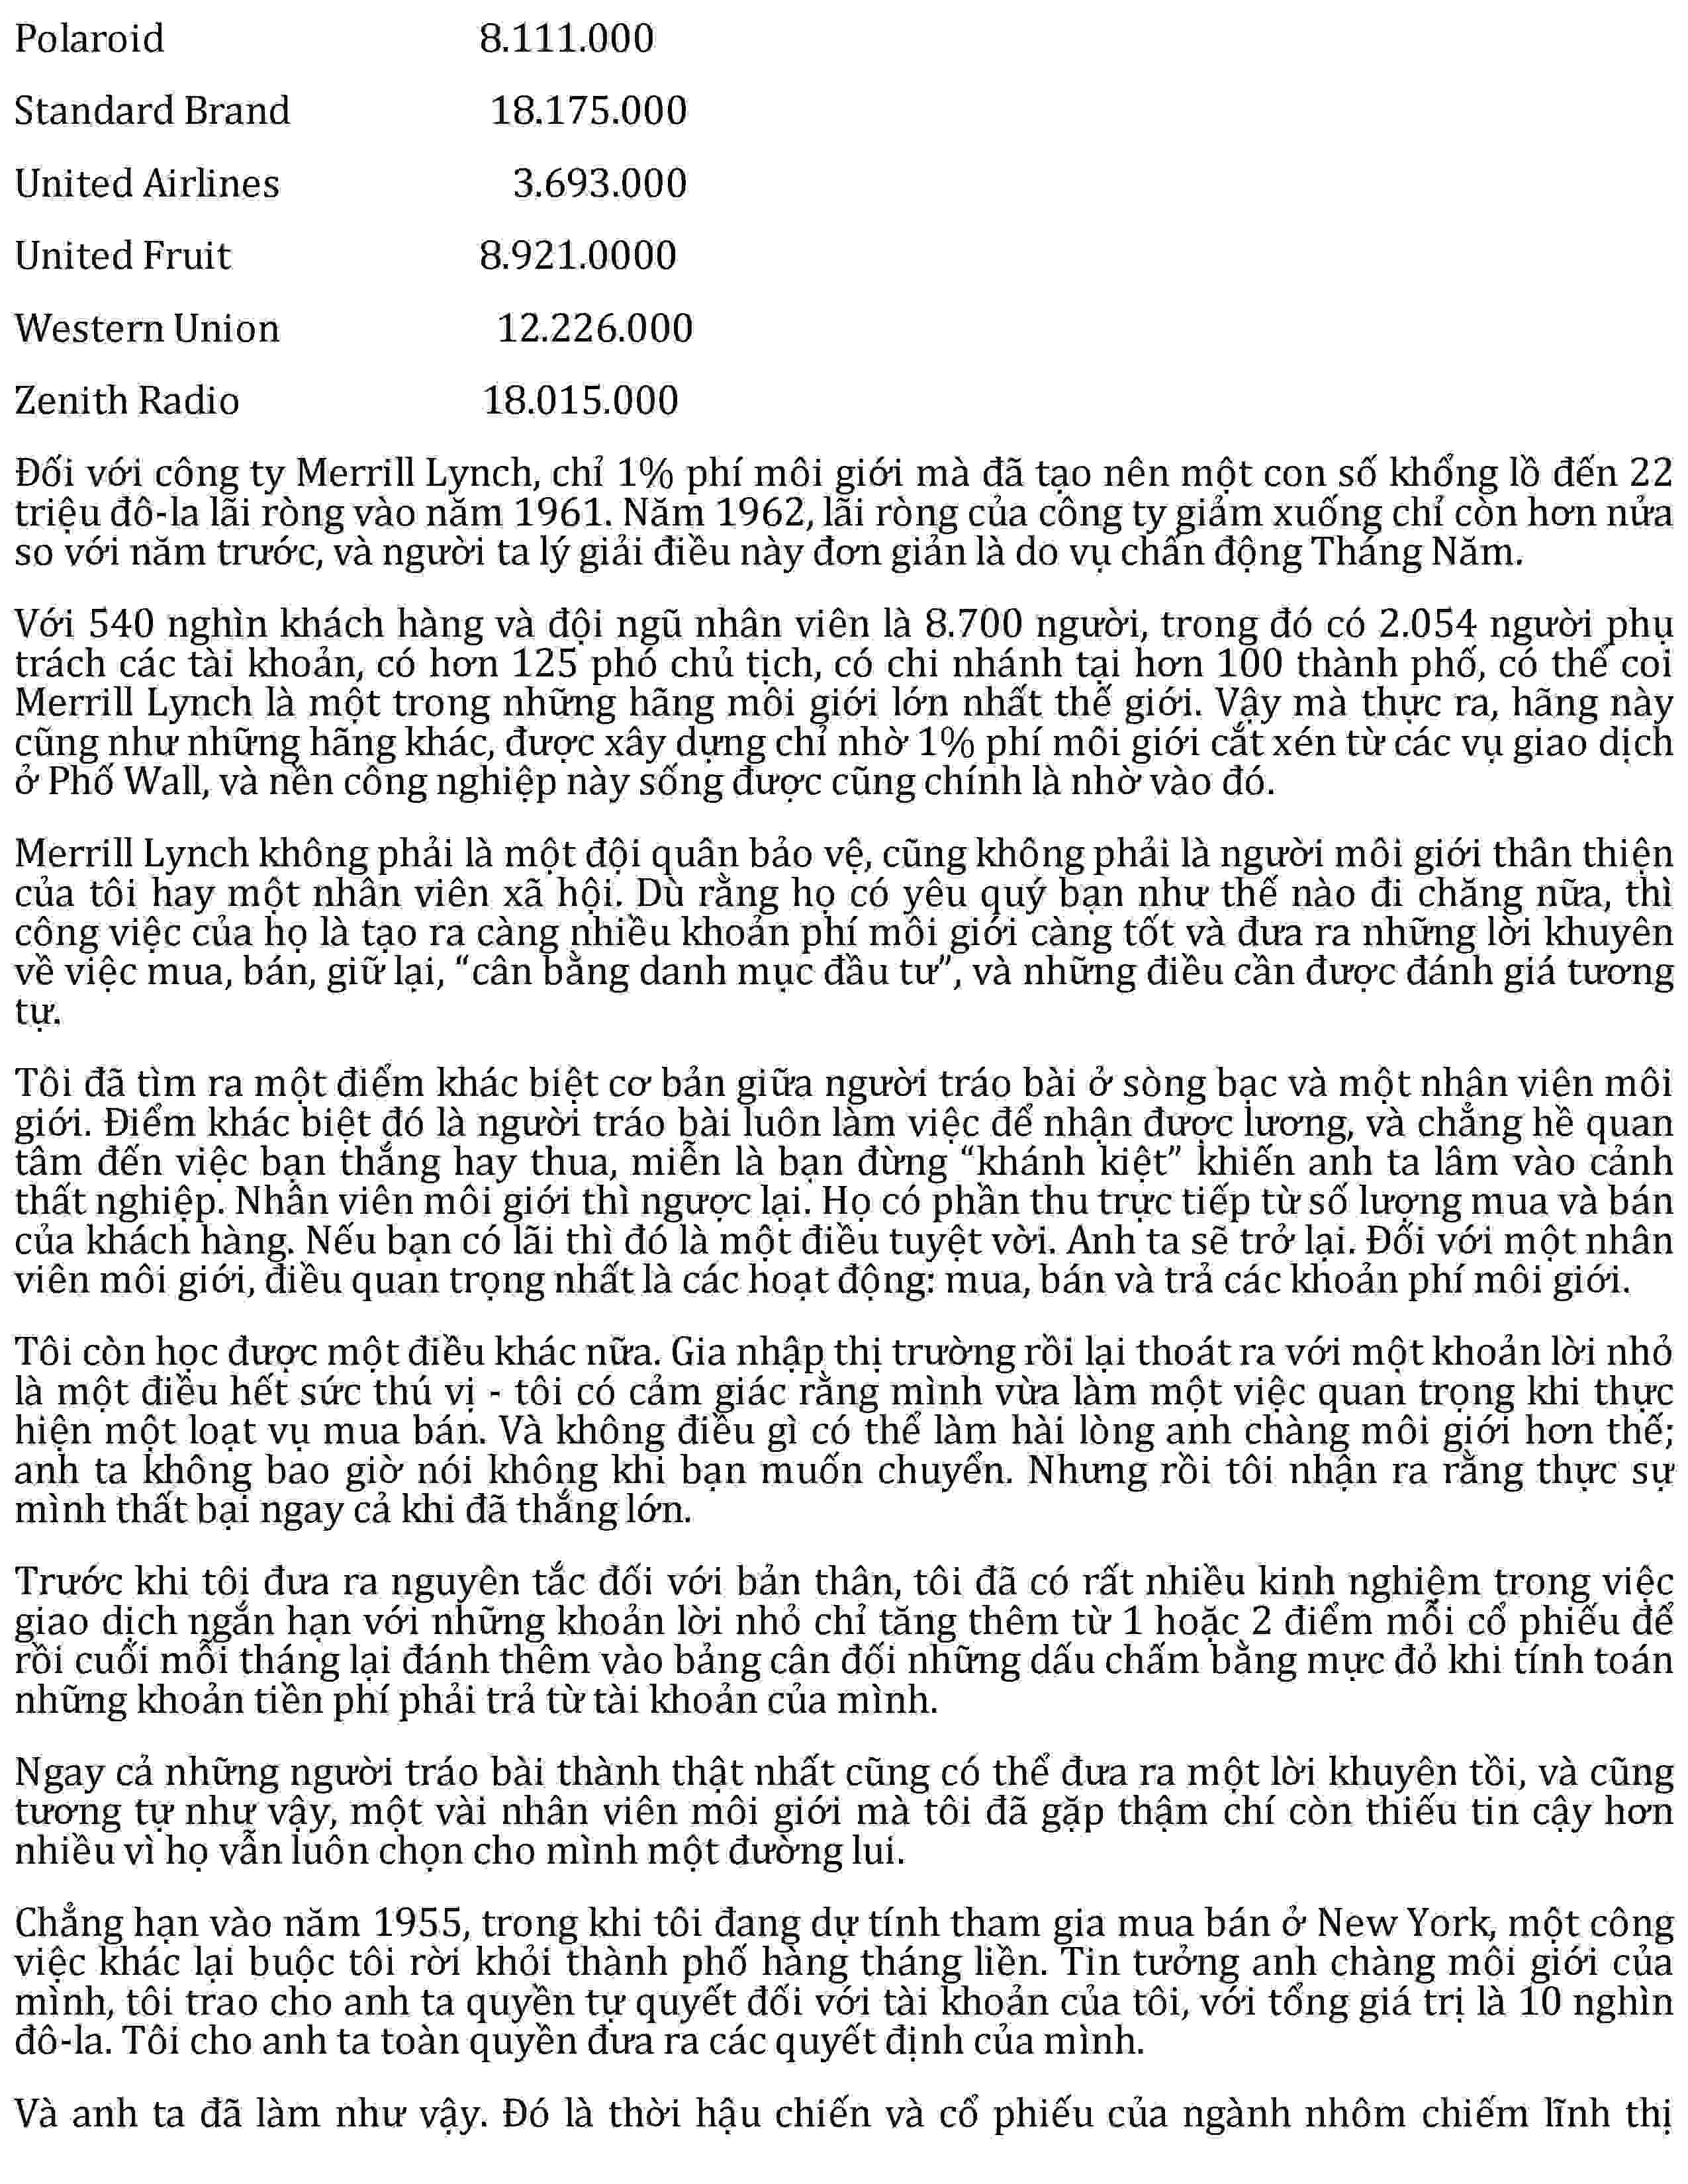 Polaroid 8.111.000
Standard Brand 18.175.000
United Airlines 3.693.000
United Fruit 8.921.0000
Western Union 12.226.000
Zenith Radio 18.015.000
Đối với công ty Merrill Lynch, chỉ 1% phí môi giới mà đã tạo nên một con số khổng lồ đến 22
triệu đô-la lãi ròng vào năm 1961. Năm 1962, lãi ròng của công ty giảm xuống chỉ còn hơn nửa
so với năm trước, và người ta lý giải điều này đơn giản là do vụ chấn động Tháng Năm.
Với 540 nghìn khách hàng và đội ngũ nhân viên là 8.700 người, trong đó có 2.054 người phụ
trách các tài khoản, có hơn 125 phó chủ tịch, có chi nhánh tại hơn 100 thành phố, có thể coi
Merrill Lynch là một trong những hãng môi giới lớn nhất thế giới. Vậy mà thực ra, hãng này
cũng như những hãng khác, được xây dựng chỉ nhờ 1% phí môi giới cắt xén từ các vụ giao dịch
ở Phố Wall, và nền công nghiệp này sống được cũng chính là nhờ vào đó.
Merrill Lynch không phải là một đội quân bảo vệ, cũng không phải là người môi giới thân thiện
của tôi hay một nhân viên xã hội. Dù rằng họ có yêu quý bạn như thế nào đi chăng nữa, thì
công việc của họ là tạo ra càng nhiều khoản phí môi giới càng tốt và đưa ra những lời khuyên
về việc mua, bán, giữ lại, “cân bằng danh mục đầu tư”, và những điều cần được đánh giá tương
tự.
Tôi đã tìm ra một điểm khác biệt cơ bản giữa người tráo bài ở sòng bạc và một nhân viên môi
giới. Điểm khác biệt đó là người tráo bài luôn làm việc để nhận được lương, và chẳng hề quan
tâm đến việc bạn thắng hay thua, miễn là bạn đừng “khánh kiệt” khiến anh ta lâm vào cảnh
thất nghiệp. Nhân viên môi giới thì ngược lại. Họ có phần thu trực tiếp từ số lượng mua và bán
của khách hàng. Nếu bạn có lãi thì đó là một điều tuyệt vời. Anh ta sẽ trở lại. Đối với một nhân
viên môi giới, điều quan trọng nhất là các hoạt động: mua, bán và trả các khoản phí môi giới.
Tôi còn học được một điều khác nữa. Gia nhập thị trường rồi lại thoát ra với một khoản lời nhỏ
là một điều hết sức thú vị - tôi có cảm giác rằng mình vừa làm một việc quan trọng khi thực
hiện một loạt vụ mua bán. Và không điều gì có thể làm hài lòng anh chàng môi giới hơn thế;
anh ta không bao giờ nói không khi bạn muốn chuyển. Nhưng rồi tôi nhận ra rằng thực sự
mình thất bại ngay cả khi đã thắng lớn.
Trước khi tôi đưa ra nguyên tắc đối với bản thân, tôi đã có rất nhiều kinh nghiệm trong việc
giao dịch ngắn hạn với những khoản lời nhỏ chỉ tăng thêm từ 1 hoặc 2 điểm mỗi cổ phiếu để
rồi cuối mỗi tháng lại đánh thêm vào bảng cân đối những dấu chấm bằng mực đỏ khi tính toán
những khoản tiền phí phải trả từ tài khoản của mình.
Ngay cả những người tráo bài thành thật nhất cũng có thể đưa ra một lời khuyên tồi, và cũng
tương tự như vậy, một vài nhân viên môi giới mà tôi đã gặp thậm chí còn thiếu tin cậy hơn
nhiều vì họ vẫn luôn chọn cho mình một đường lui.
Chẳng hạn vào năm 1955, trong khi tôi đang dự tính tham gia mua bán ở New York, một công
việc khác lại buộc tôi rời khỏi thành phố hàng tháng liền. Tin tưởng anh chàng môi giới của
mình, tôi trao cho anh ta quyền tự quyết đối với tài khoản của tôi, với tổng giá trị là 10 nghìn
đô-la. Tôi cho anh ta toàn quyền đưa ra các quyết định của mình.
Và anh ta đã làm như vậy. Đó là thời hậu chiến và cổ phiếu của ngành nhôm chiếm lĩnh thị